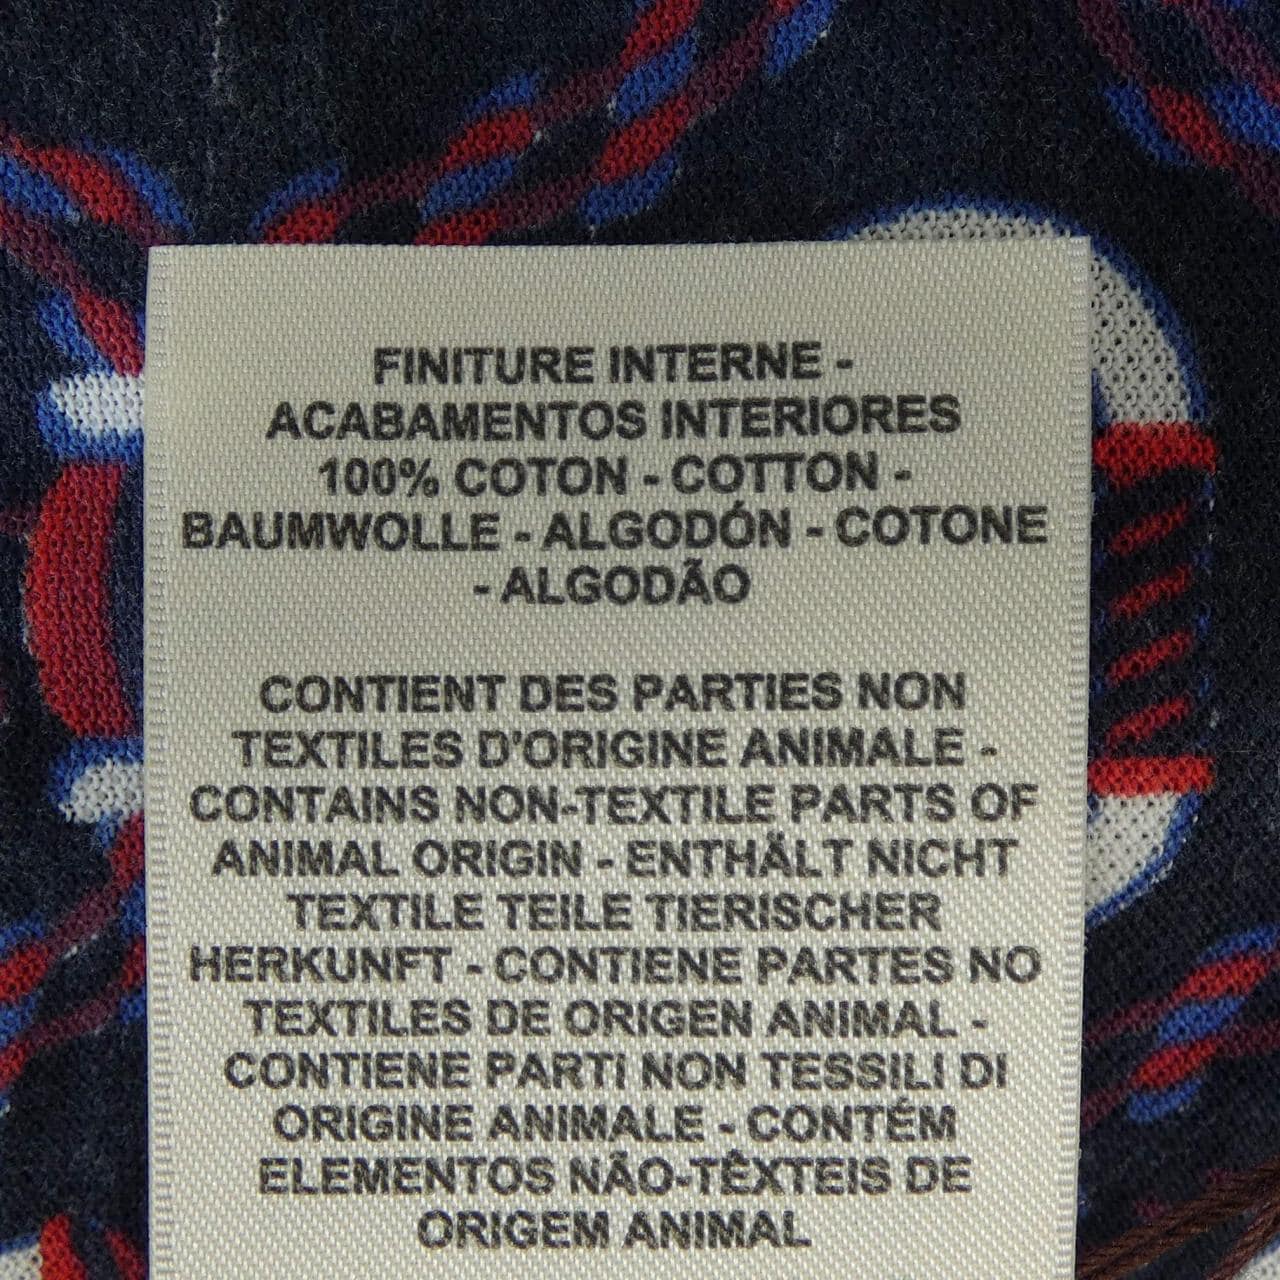 FINITURE INTERNE -
ACABAMENTOS INTERIORES
100% COTON - COTTON -
BAUMWOLLE - ALGODÓN - COTONE
- ALGODÃO
CONTIENT DES PARTIES NON
TEXTILES D'ORIGINE ANIMALE -
CONTAINS NON-TEXTILE PARTS OF
ANIMAL ORIGIN - ENTHÄLT NICHT
TEXTILE TEILE TIERISCHER
HERKUNFT - CONTIENE PARTES NO
TEXTILES DE ORIGEN ANIMAL -
CONTIENE PARTI NON TESSILI DI
ORIGINE ANIMALE - CONTÉM
ELEMENTOS NÃO-TÊXTEIS DE
ORIGEM ANIMAL